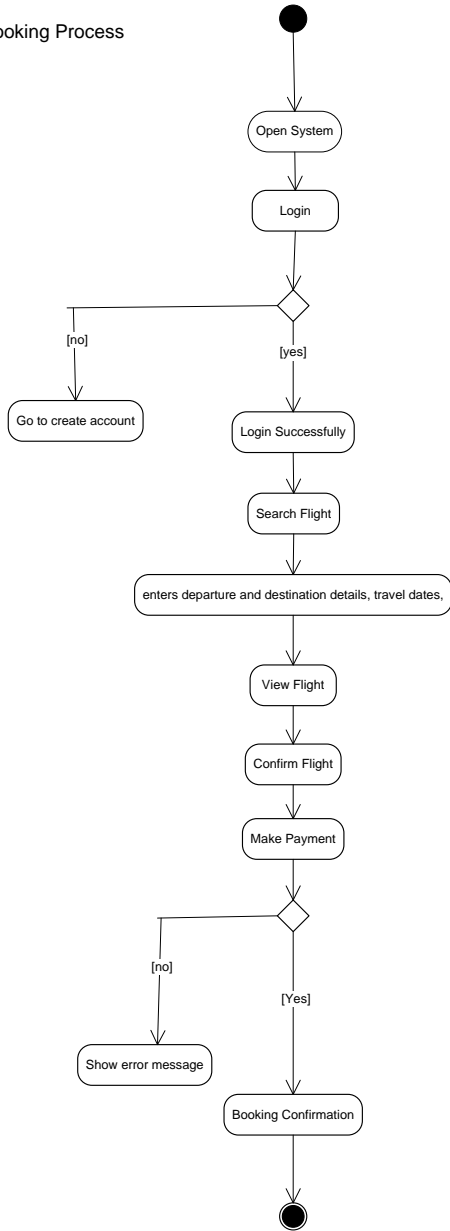 ooking Process
Open System
Login
[no]
[yes]
Go to create account
Login Successfully
Search Flight
enters departure and destination details, travel dates,
View Flight
Confirm Flight
Make Payment
[no]
[Yes]
Show error message
Booking Confirmation